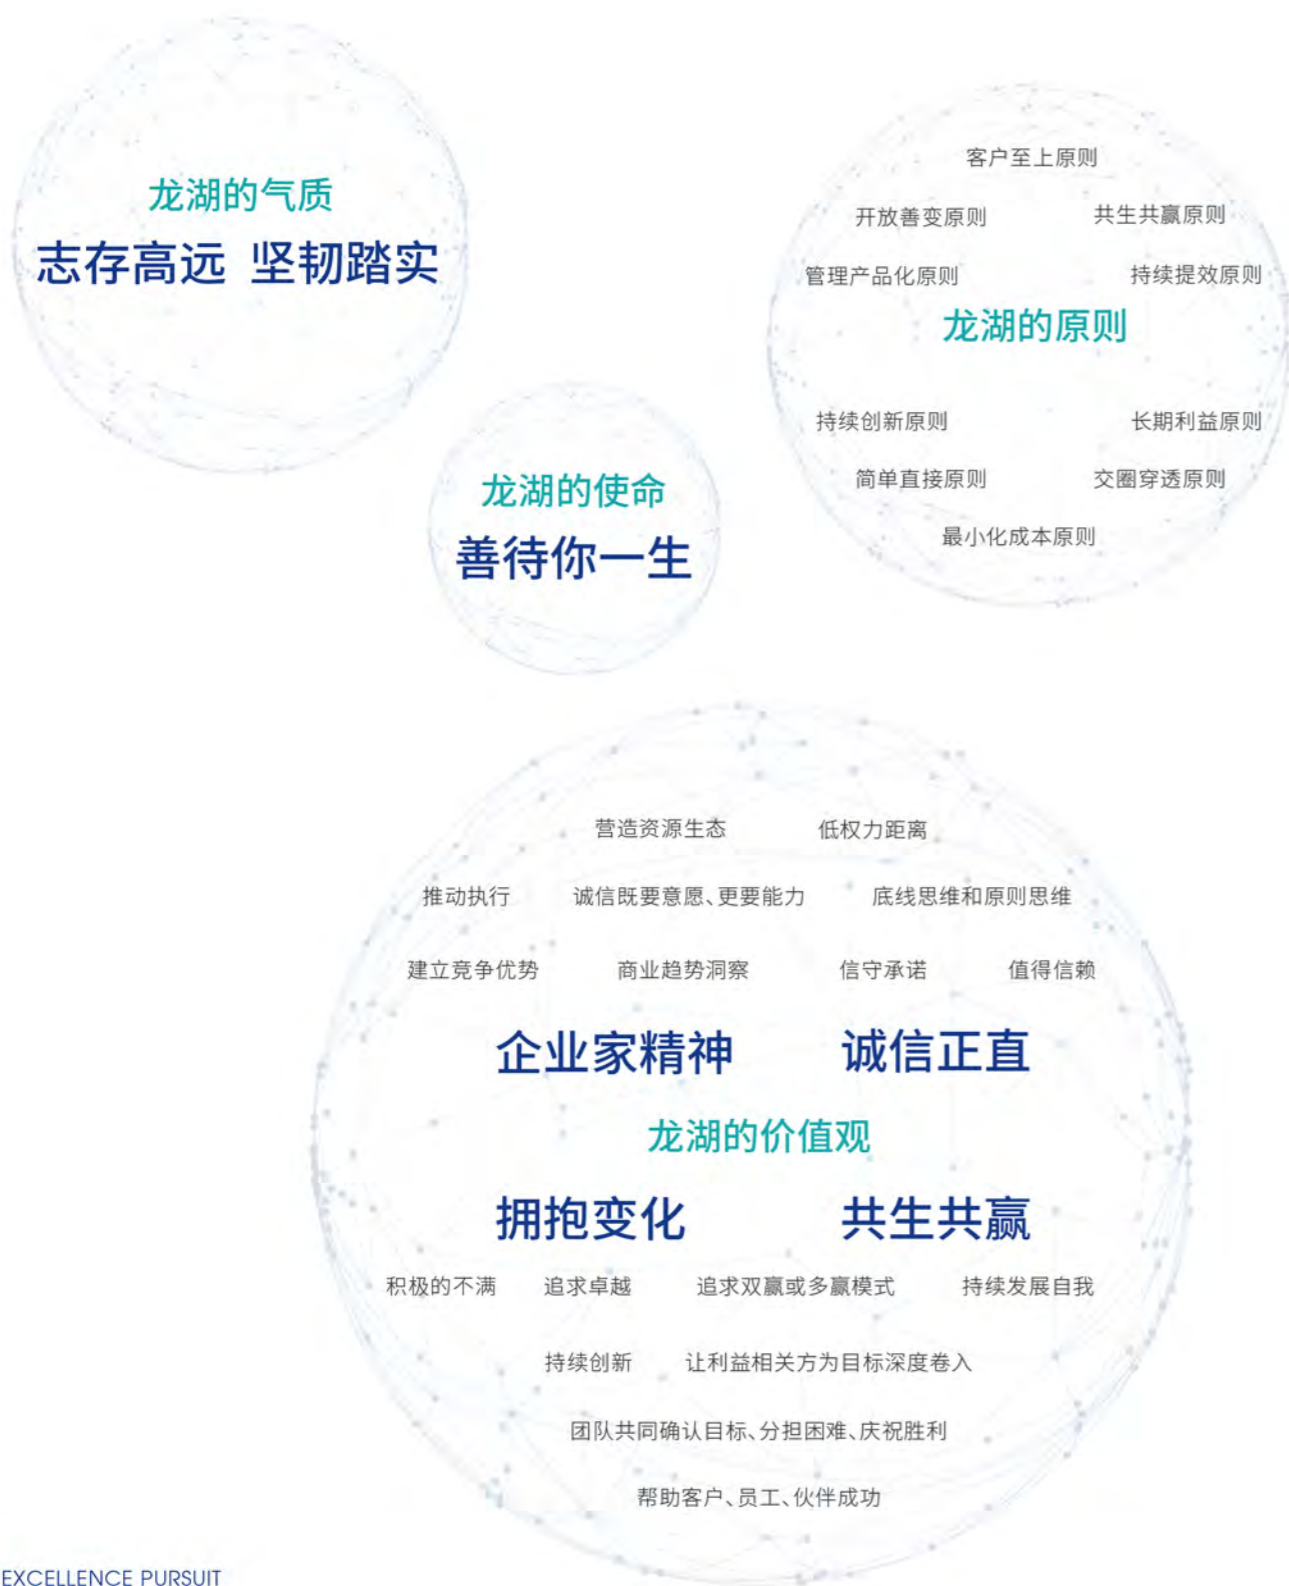 龙湖的气质
志存高远 坚韧踏实
客户至上原则
开放善变原则 共生共赢原则
管理产品化原则 持续提效原则
龙湖的原则
持续创新原则 长期利益原则
简单直接原则 交圈穿透原则
最小化成本原则
龙湖的使命
善待你一生
营造资源生态 低权力距离
推动执行 诚信既要意愿、更要能力 底线思维和原则思维
建立竞争优势 商业趋势洞察 信守承诺 值得信赖
企业家精神 诚信正直
龙湖的价值观
拥抱变化 共生共赢
积极的不满 追求卓越 追求双赢或多赢模式 持续发展自我
持续创新 让利益相关方为目标深度卷入
团队共同确认目标、分担困难、庆祝胜利
帮助客户、员工、伙伴成功
EXCELLENCE PURSUIT